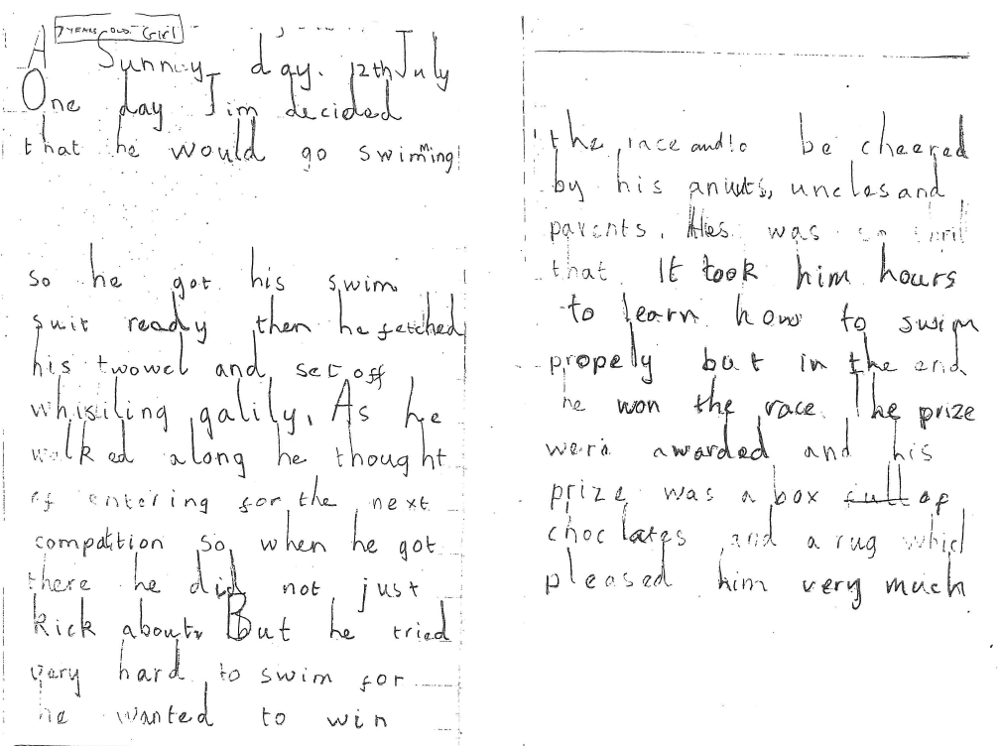 7 YEARS OLD. Girl
A Sunny day. 12th July
One day Jim decided
that he would go swiming
so he got his swim
suit ready then he fetched
his twowel and set off
whisiling galily. As he
walked along he thought
of entering for the next
compatition so when he got
there he did not just
kick about. But he tried
very hard to swim for
he wanted to win
the race and to be cheered
by his anuts, uncles and
parents. Hes was
that It took him hours
to learn how to swim
propely but in the end
he won the race. The prize
were awarded and his
prize was a box full of
choclates and a rug which
pleased him very much